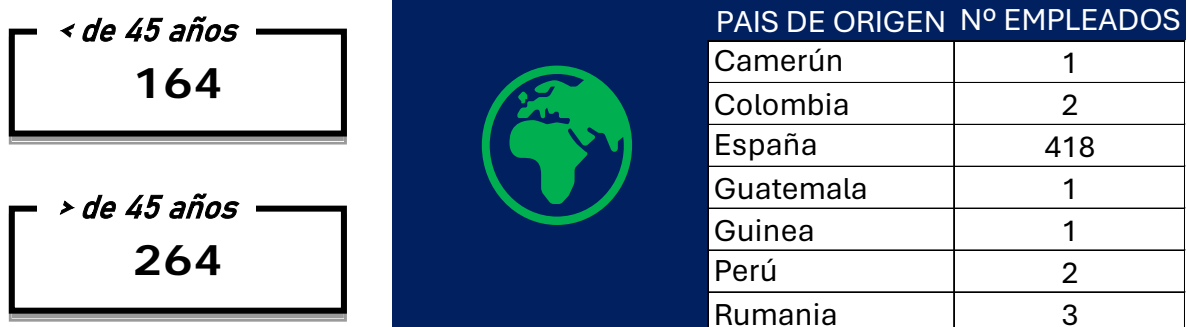 < de 45 años
164
> de 45 años
264
PAIS DE ORIGEN Nº EMPLEADOS
Camerún 1
Colombia 2
España 418
Guatemala 1
Guinea 1
Perú 2
Rumania 3